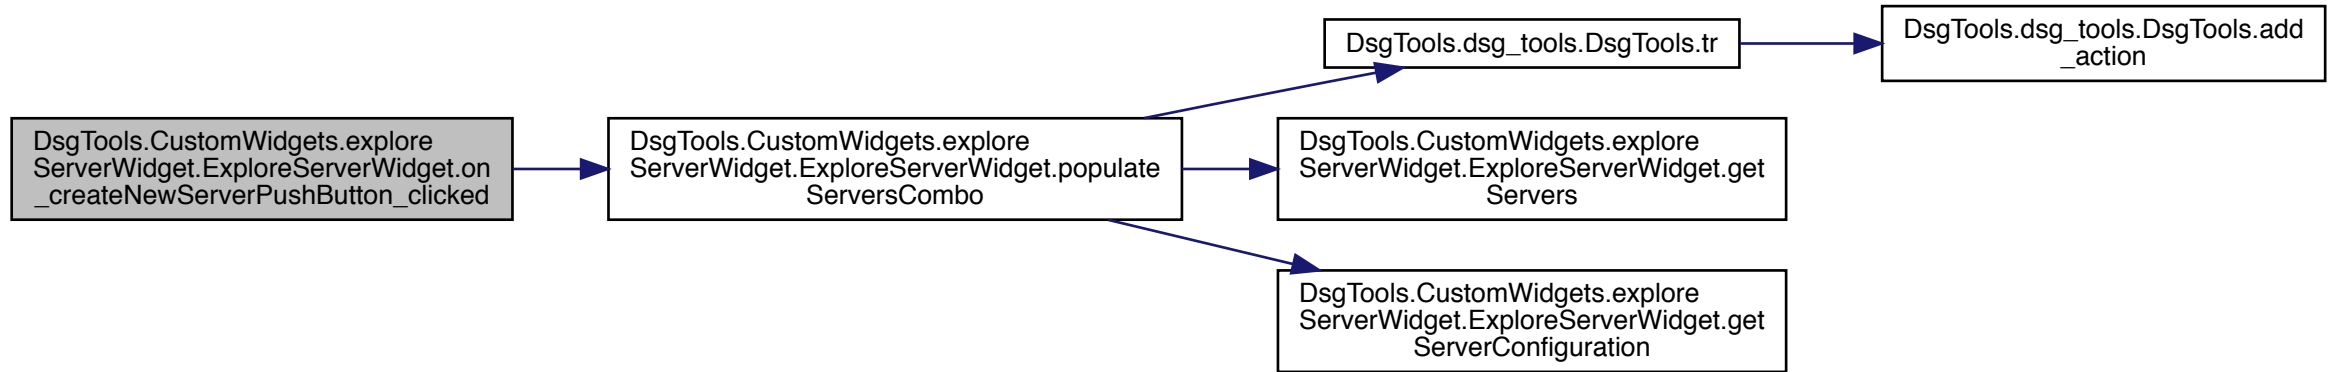 DsgTools.CustomWidgets.explore
ServerWidget.ExploreServerWidget.on
_createNewServerPushButton_clicked
DsgTools.CustomWidgets.explore
ServerWidget.ExploreServerWidget.populate
ServersCombo
DsgTools.dsg_tools.DsgTools.tr
DsgTools.dsg_tools.DsgTools.add
_action
DsgTools.CustomWidgets.explore
ServerWidget.ExploreServerWidget.get
Servers
DsgTools.CustomWidgets.explore
ServerWidget.ExploreServerWidget.get
ServerConfiguration